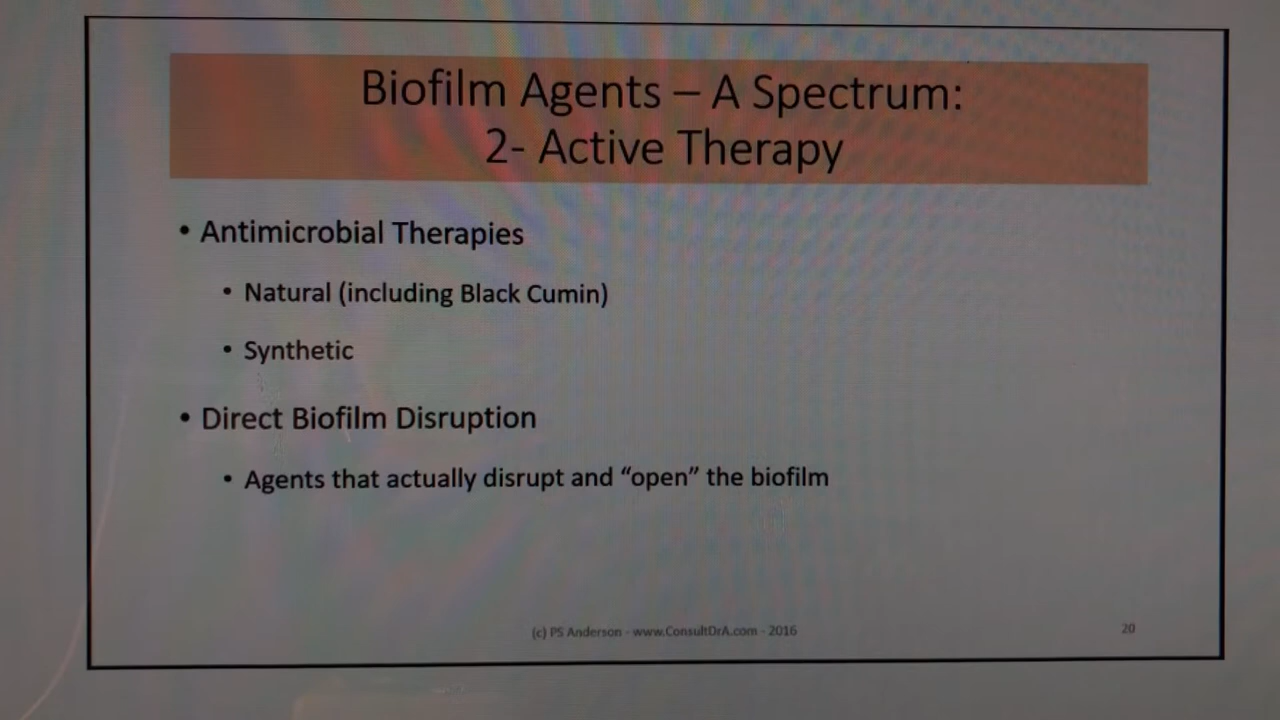 Biofilm Agents – A Spectrum:
2- Active Therapy
• Antimicrobial Therapies
• Natural (including Black Cumin)
• Synthetic
• Direct Biofilm Disruption
• Agents that actually disrupt and “open” the biofilm
(c) PS Anderson - www.ConsultDrA.com - 2016
20